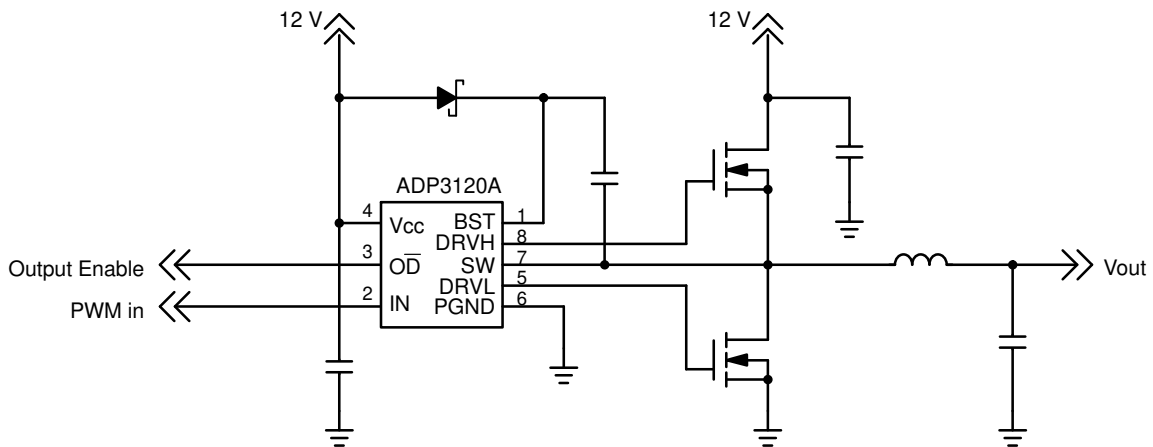 12 V
12 V
ADP3120A
4
Vcc
BST
1
DRVH
8
Output Enable
3
OD̅
SW
7
Vout
DRVL
5
PWM in
2
IN
PGND
6